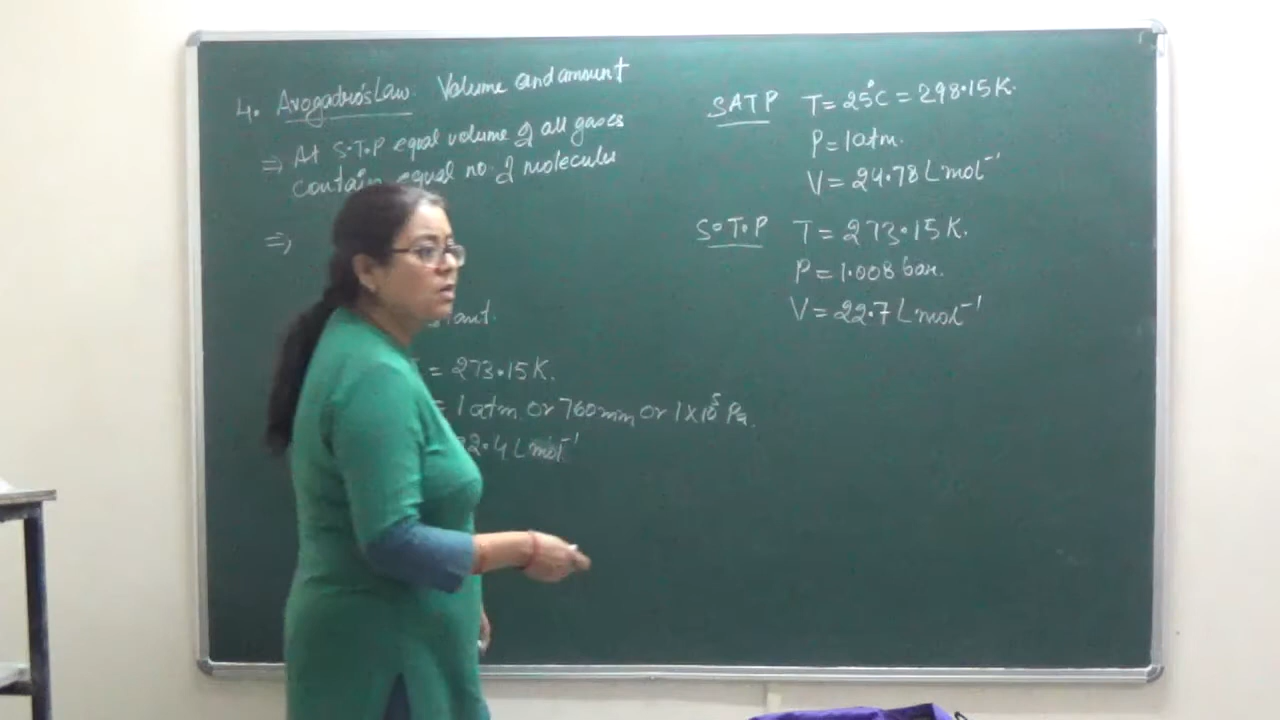 4. Avogadro's Law. Volume and amount
⇒ At S.T.P equal volume of all gases
contain equal no. of molecules
⇒,
= 273.15 K.
= 1 atm or 760 mm or 1 × 10⁵ Pa.
22.4 L mol⁻¹
SATP T = 25°C = 298.15 K.
P = 1 atm.
V = 24.78 L mol⁻¹
S.T.P T = 273.15 K.
P = 1.008 bar.
V = 22.7 L mol⁻¹